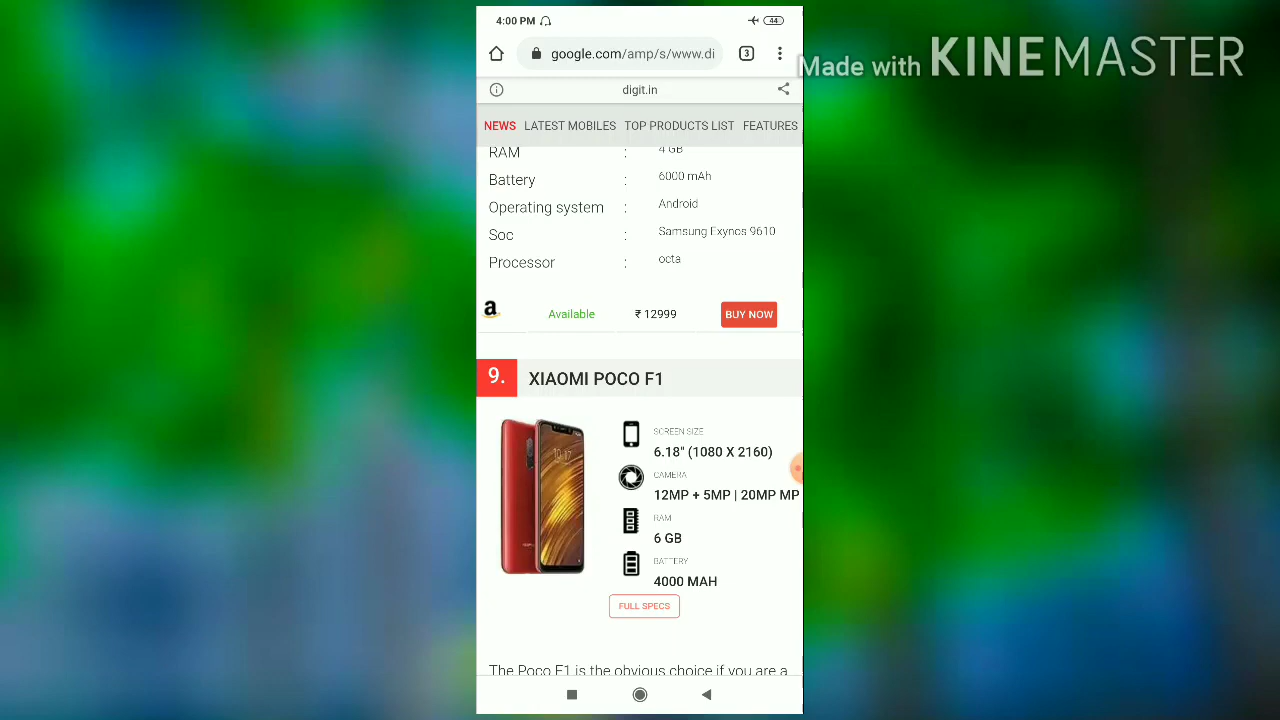 4:00 PM 44
Made with KINEMASTER
google.com/amp/s/www.di 3
digit.in
NEWS LATEST MOBILES TOP PRODUCTS LIST FEATURES
RAM : 4 GB
Battery : 6000 mAh
Operating system : Android
Soc : Samsung Exynos 9610
Processor : octa
a Available ₹ 12999 BUY NOW
9. XIAOMI POCO F1
SCREEN SIZE
6.18" (1080 X 2160)
CAMERA
12MP + 5MP | 20MP MP
RAM
6 GB
BATTERY
4000 MAH
FULL SPECS
The Poco F1 is the obvious choice if you are a